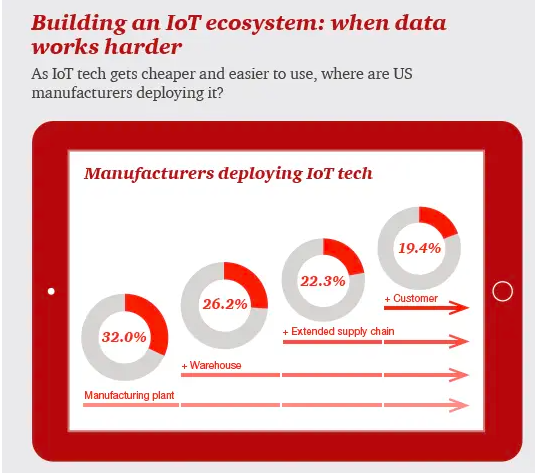 Building an IoT ecosystem: when data
works harder
As IoT tech gets cheaper and easier to use, where are US
manufacturers deploying it?
Manufacturers deploying IoT tech
19.4%
+ Customer
22.3%
+ Extended supply chain
26.2%
+ Warehouse
32.0%
Manufacturing plant